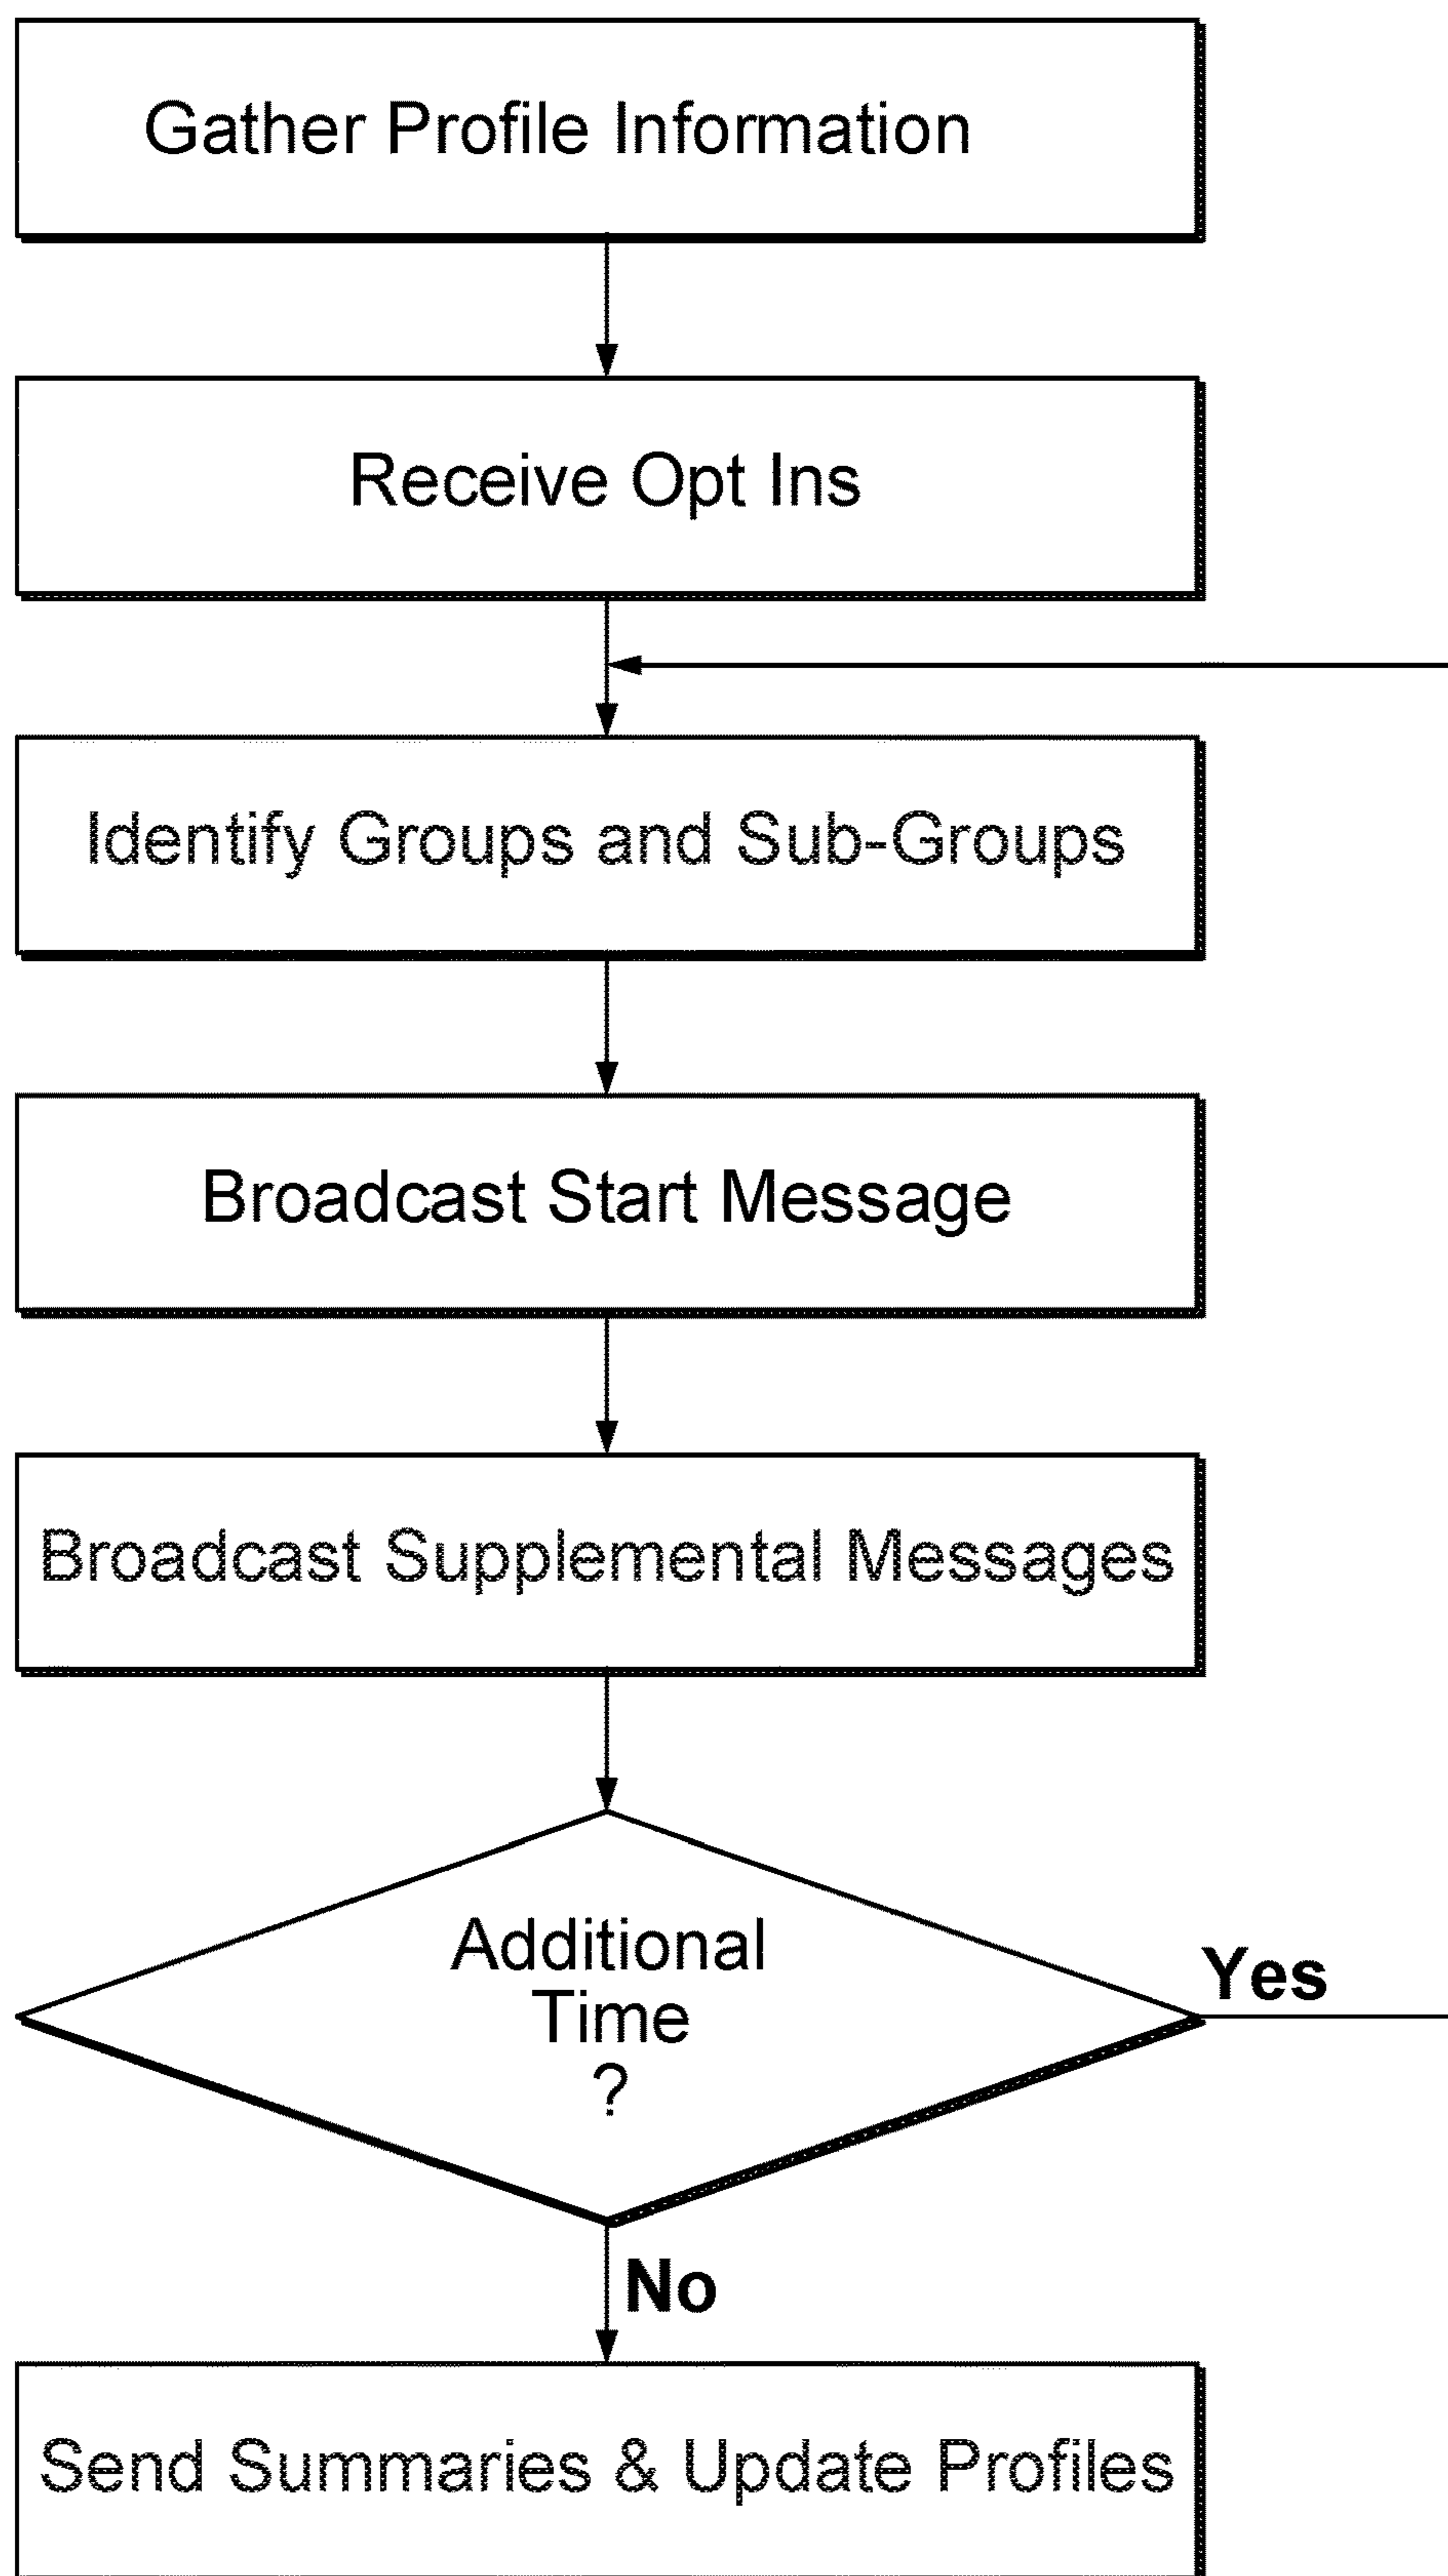 Gather Profile Information
Receive Opt Ins
Identify Groups and Sub-Groups
Broadcast Start Message
Broadcast Supplemental Messages
Additional
Time
?
Yes
No
Send Summaries & Update Profiles